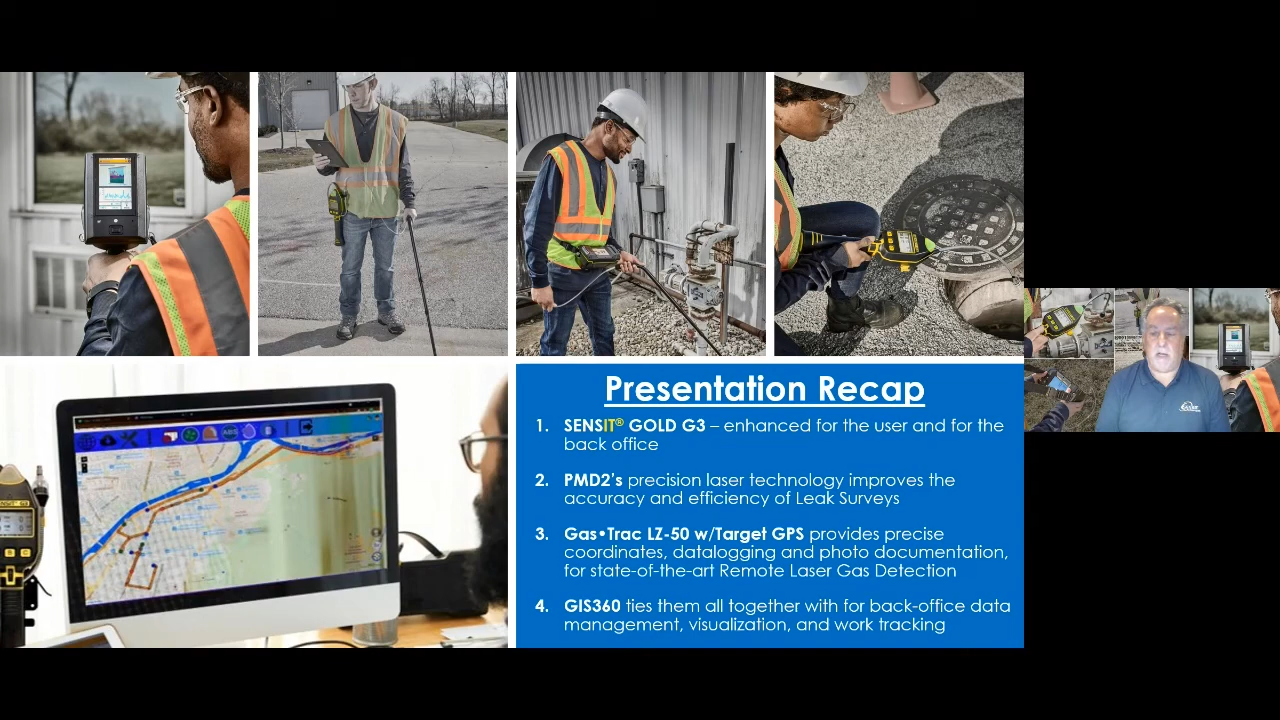 Presentation Recap
1. SENSIT® GOLD G3 – enhanced for the user and for the
back office
2. PMD2's precision laser technology improves the
accuracy and efficiency of Leak Surveys
3. Gas•Trac LZ-50 w/Target GPS provides precise
coordinates, datalogging and photo documentation,
for state-of-the-art Remote Laser Gas Detection
4. GIS360 ties them all together with for back-office data
management, visualization, and work tracking